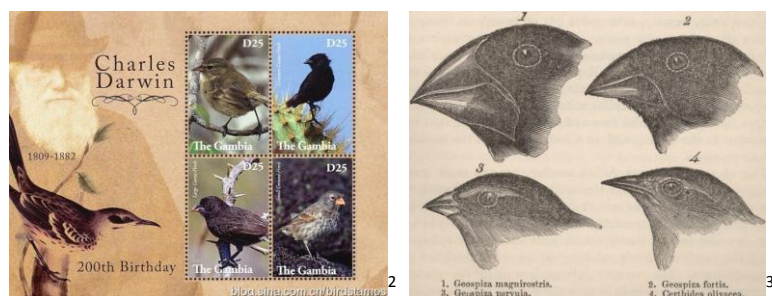 Charles
Darwin
1809-1882
200th Birthday
D25
The Gambia
D25
The Gambia
D25
The Gambia
D25
The Gambia
blog.sina.com.cn/birdstamps
2
1
2
3
4
1, Geospiza magnirostris.
2. Geospiza fortis.
3. Geospiza parvula.
4. Certhidea olivacea.
3